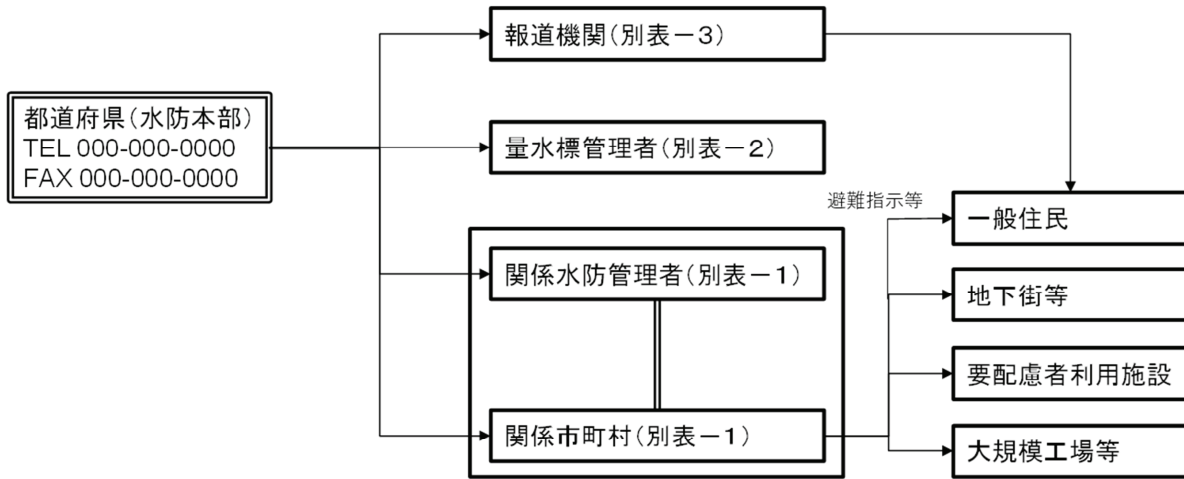 報道機関(別表－3)
都道府県(水防本部)
TEL 000-000-0000
FAX 000-000-0000
量水標管理者(別表－2)
避難指示等
一般住民
関係水防管理者(別表－1)
地下街等
要配慮者利用施設
関係市町村(別表－1)
大規模工場等